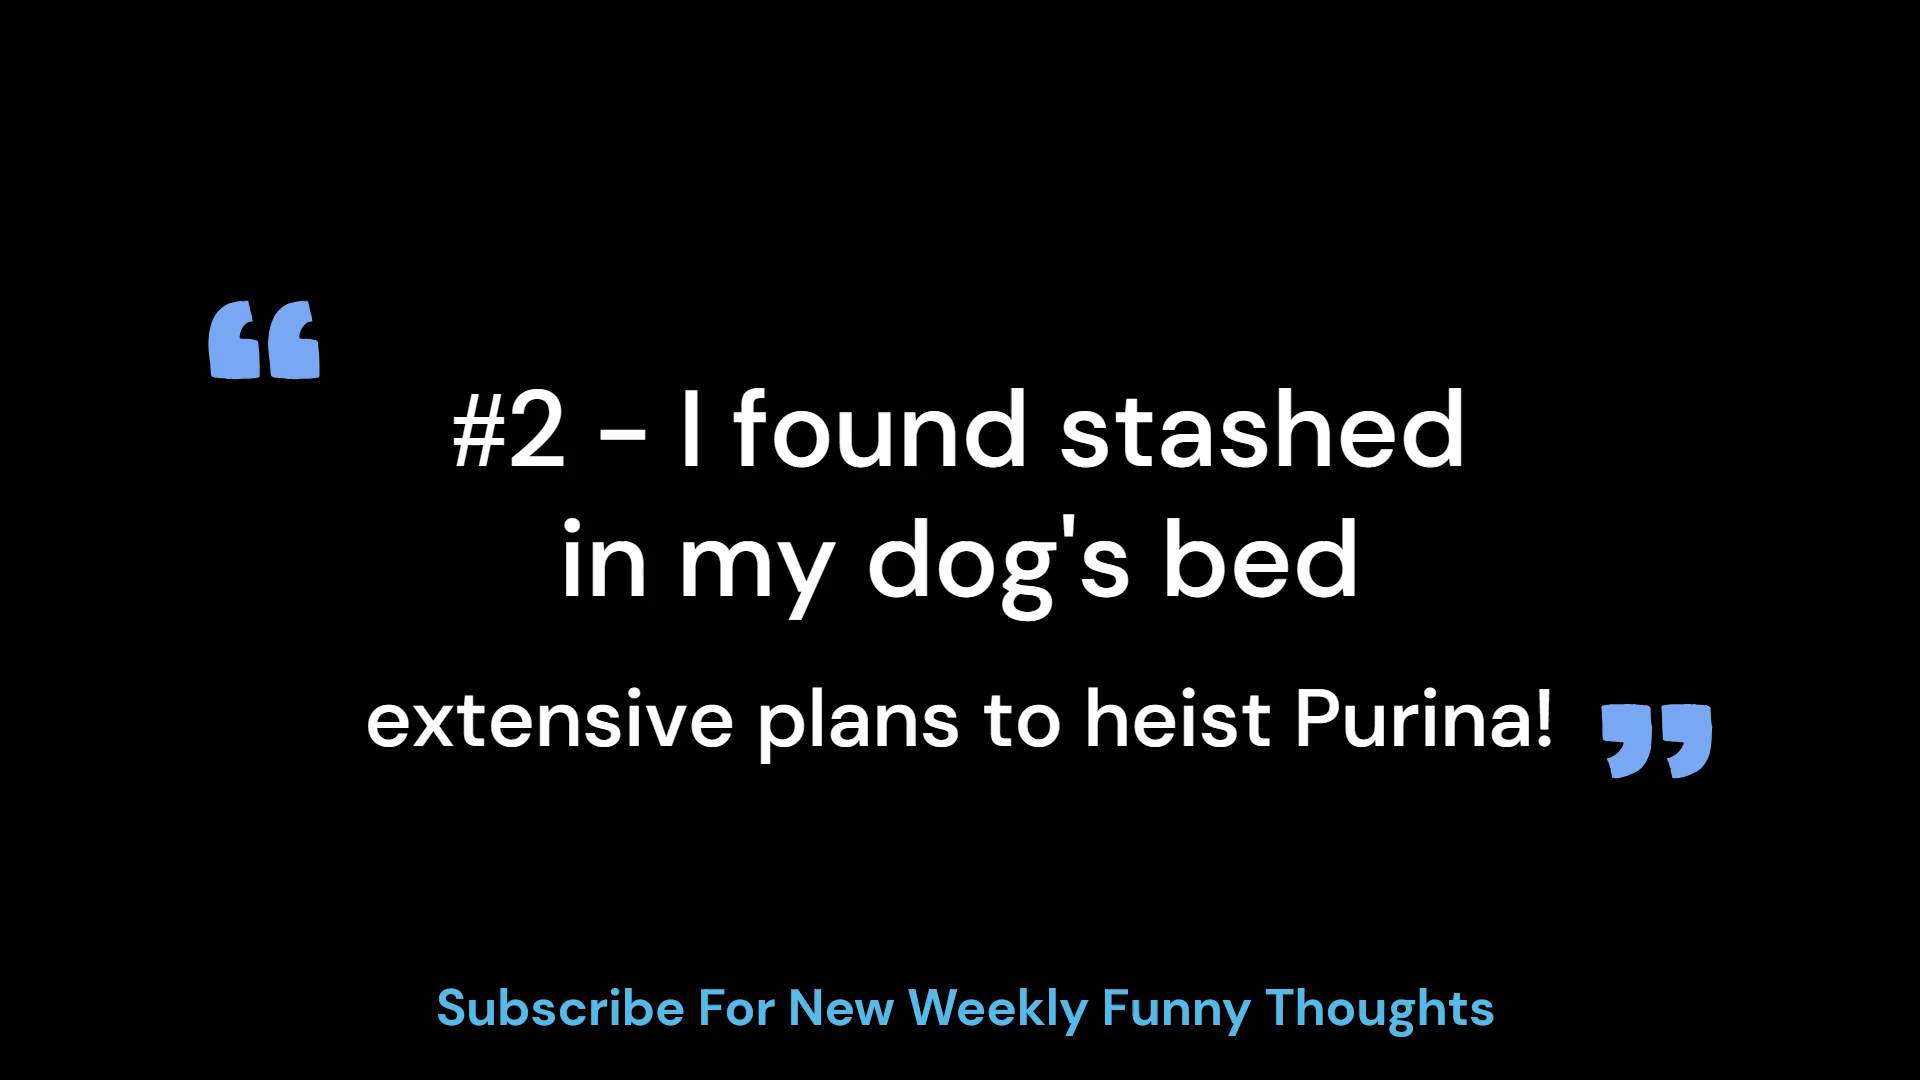 “
#2 - I found stashed
in my dog's bed
extensive plans to heist Purina! ”
Subscribe For New Weekly Funny Thoughts